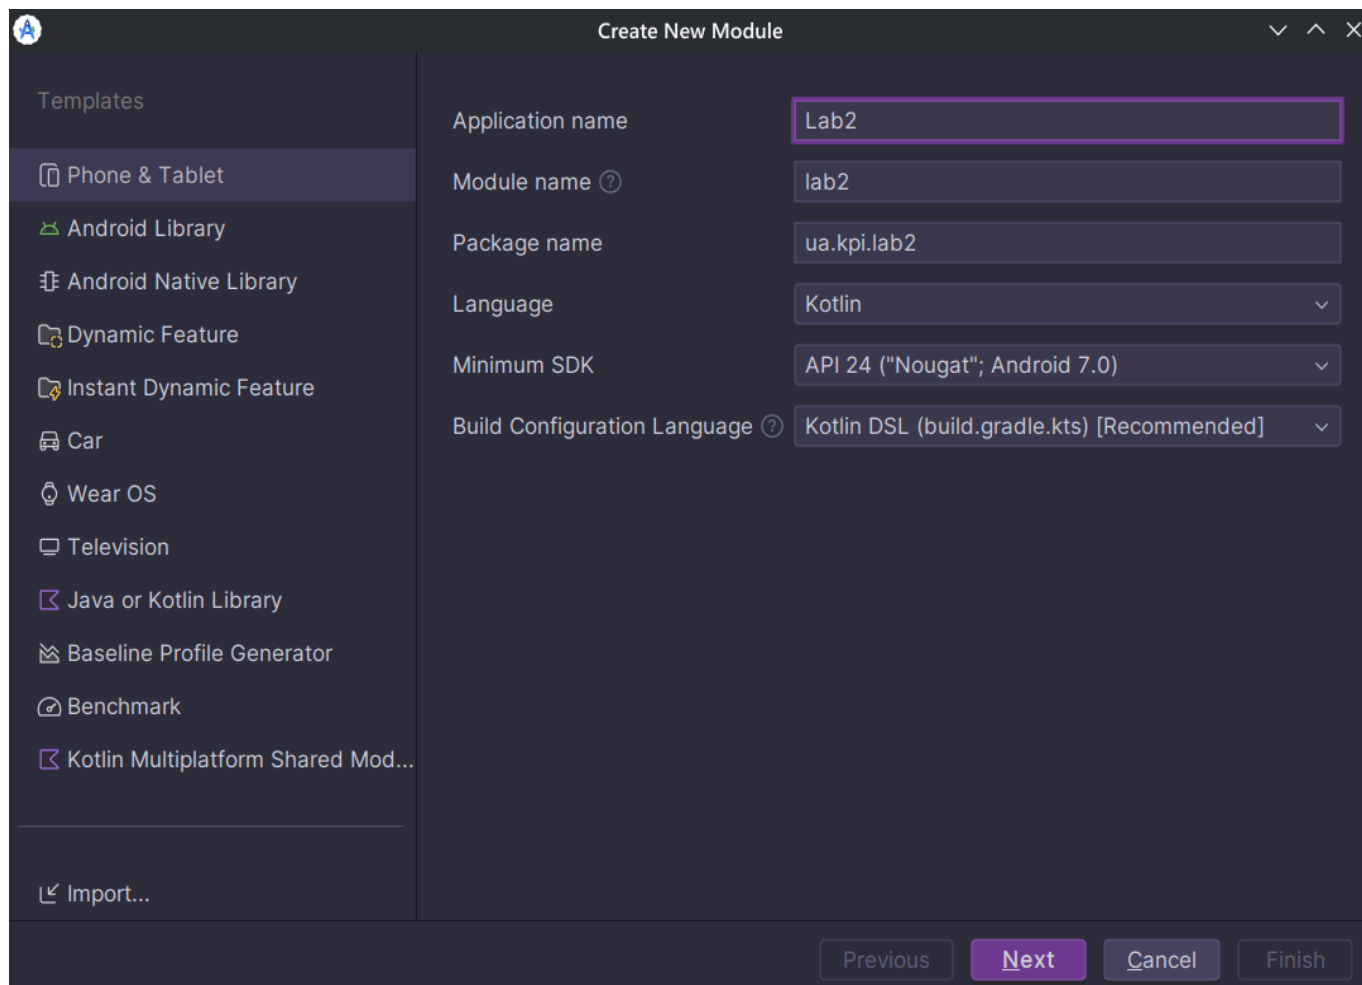 Create New Module
Templates
Phone & Tablet
Android Library
Android Native Library
Dynamic Feature
Instant Dynamic Feature
Car
Wear OS
Television
Java or Kotlin Library
Baseline Profile Generator
Benchmark
Kotlin Multiplatform Shared Mod...
Import...
Application name Lab2
Module name ? lab2
Package name ua.kpi.lab2
Language Kotlin
Minimum SDK API 24 ("Nougat"; Android 7.0)
Build Configuration Language ? Kotlin DSL (build.gradle.kts) [Recommended]
Previous Next Cancel Finish